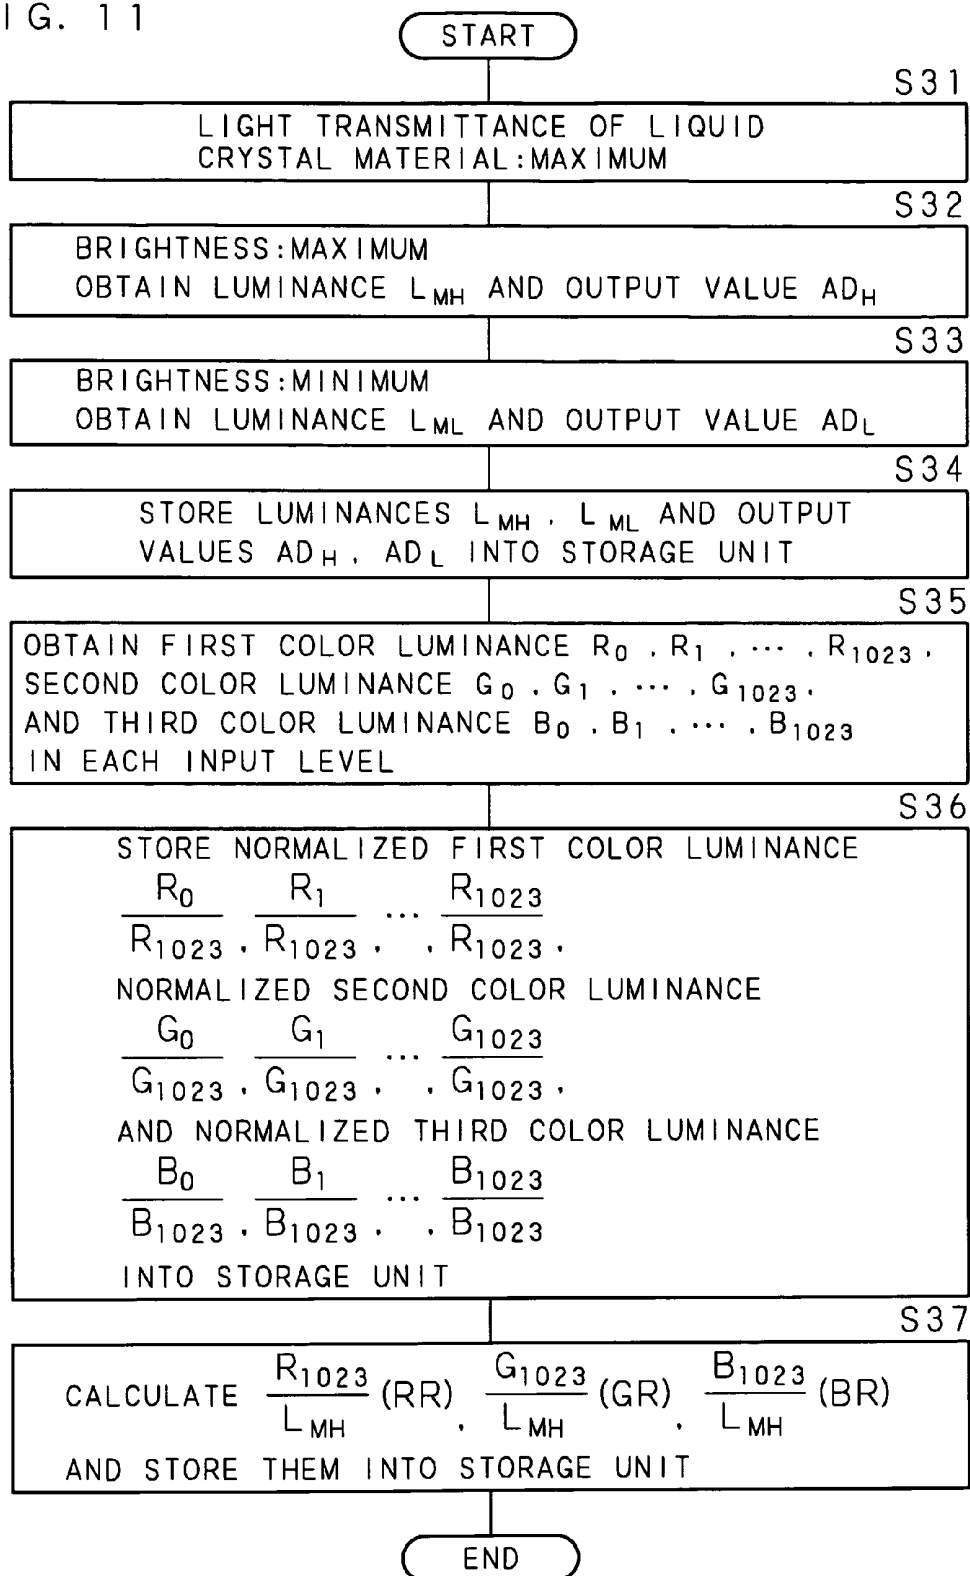 I G. 11
START
S31
LIGHT TRANSMITTANCE OF LIQUID
CRYSTAL MATERIAL:MAXIMUM
S32
BRIGHTNESS:MAXIMUM
OBTAIN LUMINANCE L_MH AND OUTPUT VALUE AD_H
S33
BRIGHTNESS:MINIMUM
OBTAIN LUMINANCE L_ML AND OUTPUT VALUE AD_L
S34
STORE LUMINANCES L_MH, L_ML AND OUTPUT
VALUES AD_H, AD_L INTO STORAGE UNIT
S35
OBTAIN FIRST COLOR LUMINANCE R_0, R_1, ..., R_1023,
SECOND COLOR LUMINANCE G_0, G_1, ..., G_1023,
AND THIRD COLOR LUMINANCE B_0, B_1, ..., B_1023
IN EACH INPUT LEVEL
S36
STORE NORMALIZED FIRST COLOR LUMINANCE
R_0/R_1023, R_1/R_1023, ..., R_1023/R_1023,
NORMALIZED SECOND COLOR LUMINANCE
G_0/G_1023, G_1/G_1023, ..., G_1023/G_1023,
AND NORMALIZED THIRD COLOR LUMINANCE
B_0/B_1023, B_1/B_1023, ..., B_1023/B_1023
INTO STORAGE UNIT
S37
CALCULATE R_1023/L_MH (RR), G_1023/L_MH (GR), B_1023/L_MH (BR)
AND STORE THEM INTO STORAGE UNIT
END